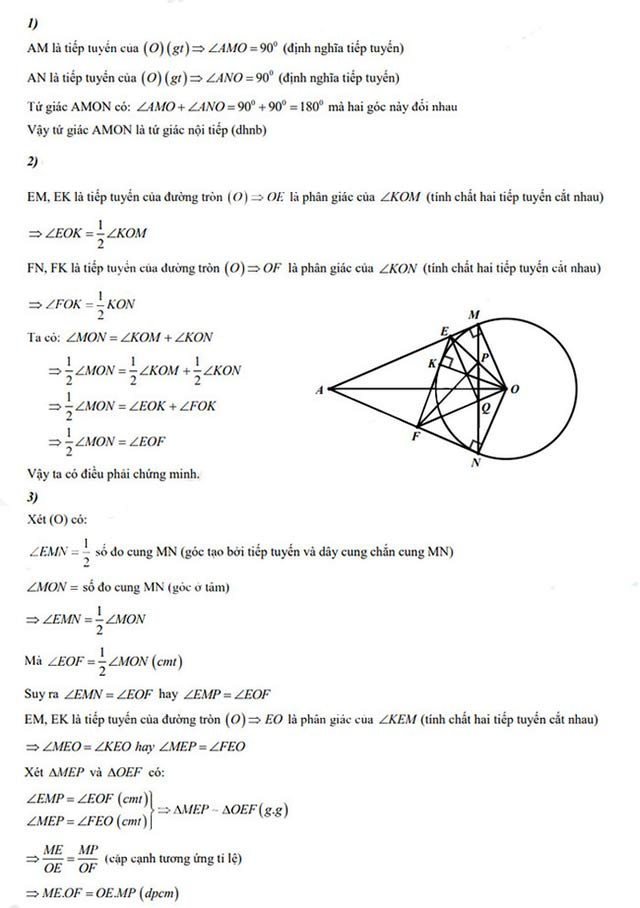 1)
AM là tiếp tuyến của (O)(gt) ⇒ ∠AMO = 90⁰ (định nghĩa tiếp tuyến)
AN là tiếp tuyến của (O)(gt) ⇒ ∠ANO = 90⁰ (định nghĩa tiếp tuyến)
Tứ giác AMON có: ∠AMO + ∠ANO = 90⁰ + 90⁰ = 180⁰ mà hai góc này đối nhau
Vậy tứ giác AMON là tứ giác nội tiếp (dhnb)
2)
EM, EK là tiếp tuyến của đường tròn (O) ⇒ OE là phân giác của ∠KOM (tính chất hai tiếp tuyến cắt nhau)
⇒ ∠EOK = 1/2 ∠KOM
FN, FK là tiếp tuyến của đường tròn (O) ⇒ OF là phân giác của ∠KON (tính chất hai tiếp tuyến cắt nhau)
⇒ ∠FOK = 1/2 KON
Ta có: ∠MON = ∠KOM + ∠KON
⇒ 1/2 ∠MON = 1/2 ∠KOM + 1/2 ∠KON
⇒ 1/2 ∠MON = ∠EOK + ∠FOK
⇒ 1/2 ∠MON = ∠EOF
Vậy ta có điều phải chứng minh.
M
E
P
K
A
O
Q
F
N
3)
Xét (O) có:
∠EMN = 1/2 số đo cung MN (góc tạo bởi tiếp tuyến và dây cung chắn cung MN)
∠MON = số đo cung MN (góc ở tâm)
⇒ ∠EMN = 1/2 ∠MON
Mà ∠EOF = 1/2 ∠MON (cmt)
Suy ra ∠EMN = ∠EOF hay ∠EMP = ∠EOF
EM, EK là tiếp tuyến của đường tròn (O) ⇒ EO là phân giác của ∠KEM (tính chất hai tiếp tuyến cắt nhau)
⇒ ∠MEO = ∠KEO hay ∠MEP = ∠FEO
Xét ΔMEP và ΔOEF có:
∠EMP = ∠EOF (cmt)
∠MEP = ∠FEO (cmt) } ⇒ ΔMEP ~ ΔOEF (g.g)
⇒ ME/OE = MP/OF (cặp cạnh tương ứng tỉ lệ)
⇒ ME.OF = OE.MP (dpcm)